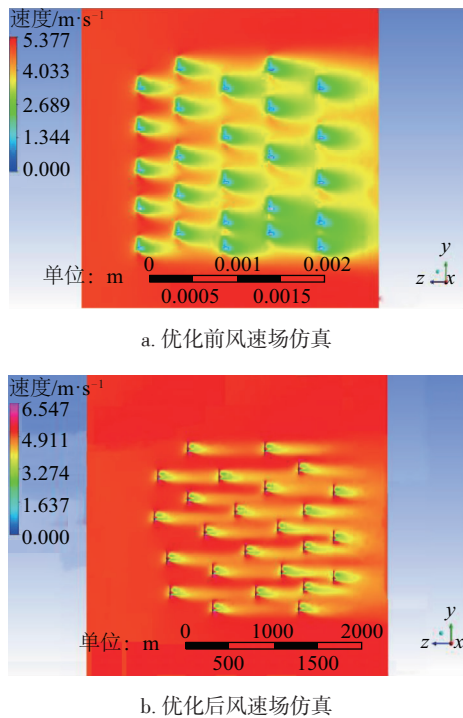 速度/m·s⁻¹
5.377
4.033
2.689
1.344
0.000
单位：m
0 0.001 0.002
0.0005 0.0015
y
z x
a. 优化前风速场仿真
速度/m·s⁻¹
6.547
4.911
3.274
1.637
0.000
单位：m
0 1000 2000
500 1500
y
z x
b. 优化后风速场仿真